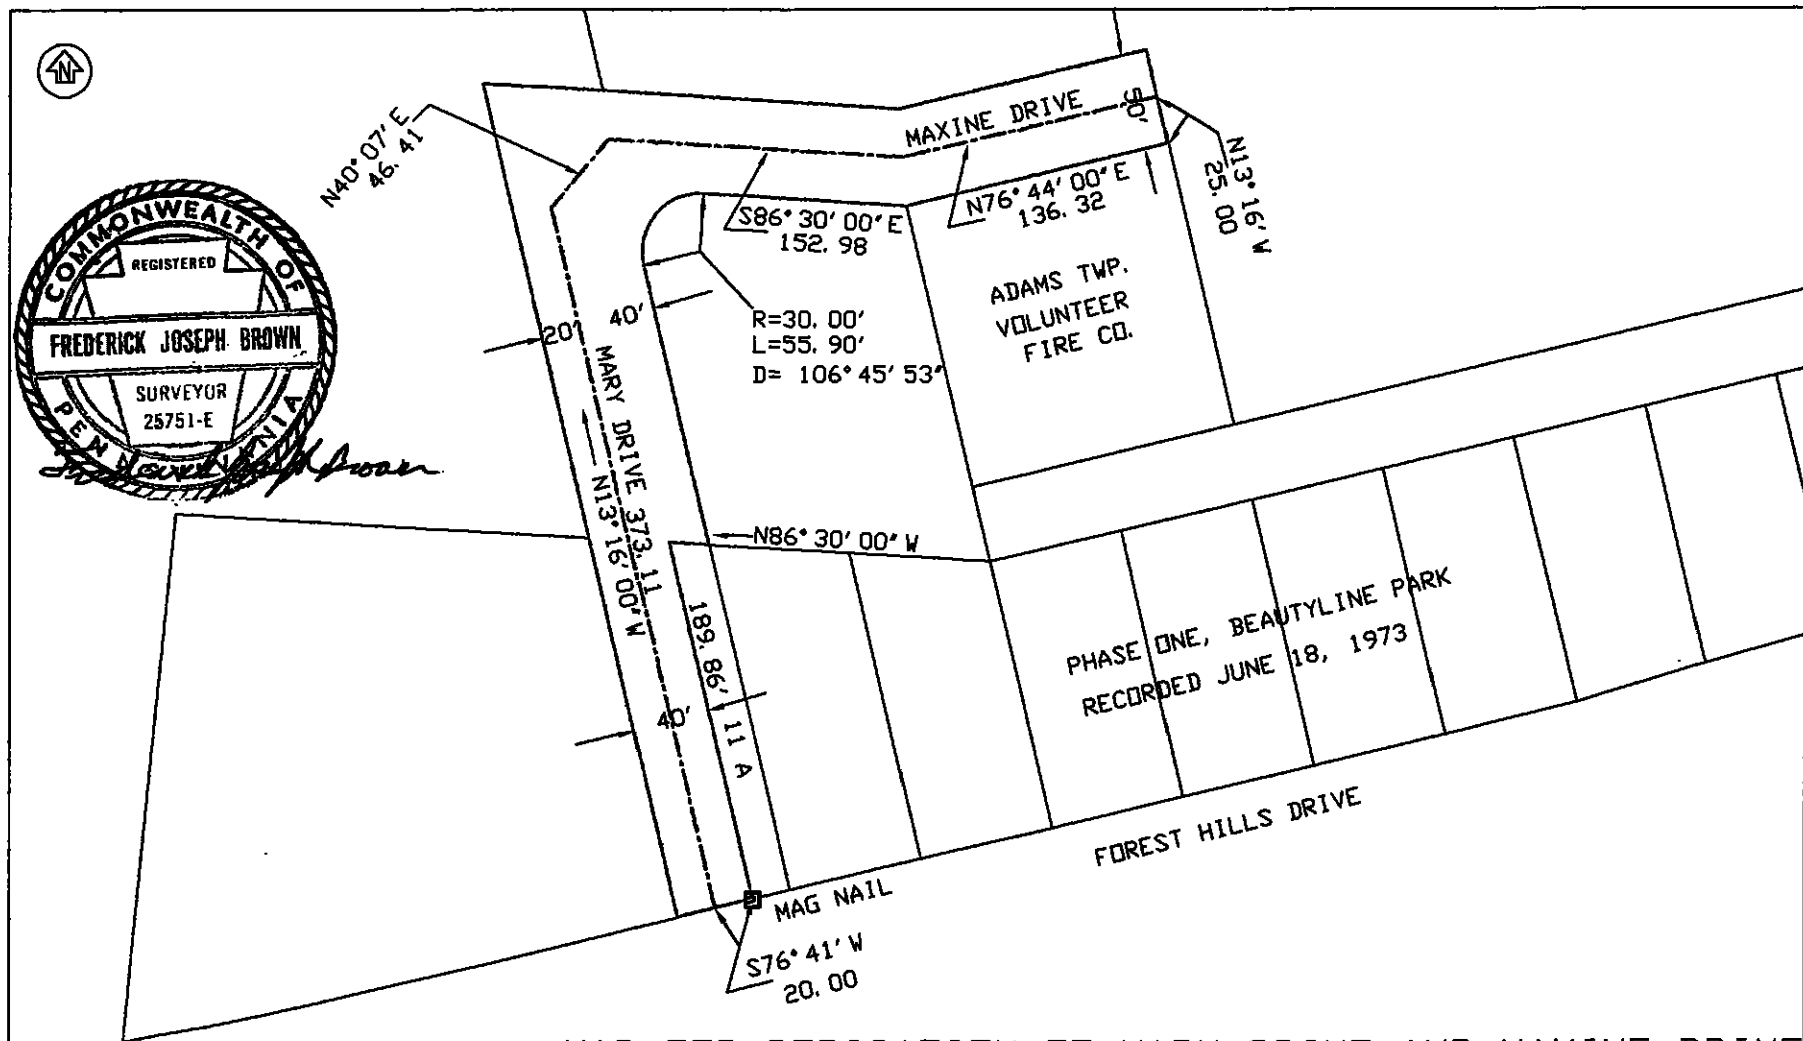 N
N40° 07' E
46. 41
MAXINE DRIVE
50'
N13° 16' W
25. 00
S86° 30' 00" E
152. 98
N76° 44' 00" E
136. 32
COMMONWEALTH OF
PENNSYLVANIA
REGISTERED
FREDERICK JOSEPH BROWN
SURVEYOR
25751-E
ADAMS TWP.
VOLUNTEER
FIRE CO.
R=30. 00'
L=55. 90'
D= 106° 45' 53"
20'
40'
MARY DRIVE 373. 11
N13° 16' 00" W
N86° 30' 00" W
189. 86'
11 A
40'
PHASE ONE, BEAUTYLINE PARK
RECORDED JUNE 18, 1973
FOREST HILLS DRIVE
MAG NAIL
S76° 41' W
20. 00